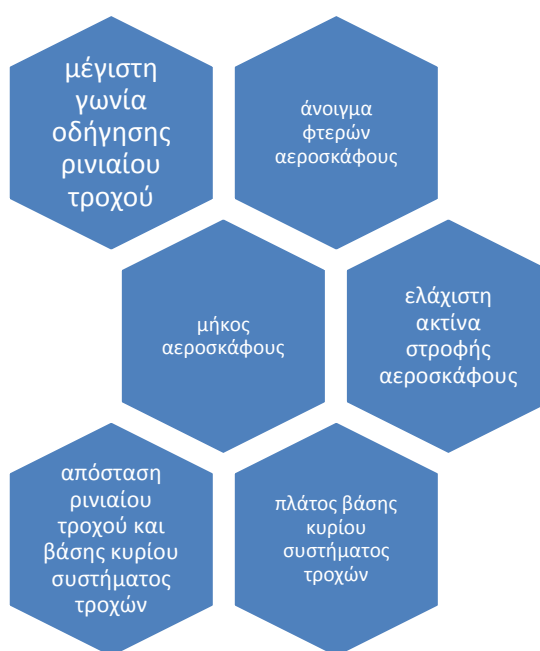 μέγιστη
γωνία
οδήγησης
ρινιαίου
τροχού
άνοιγμα
φτερών
αεροσκάφους
μήκος
αεροσκάφους
ελάχιστη
ακτίνα
στροφής
αεροσκάφους
απόσταση
ρινιαίου
τροχού και
βάσης κυρίου
συστήματος
τροχών
πλάτος βάσης
κυρίου
συστήματος
τροχών